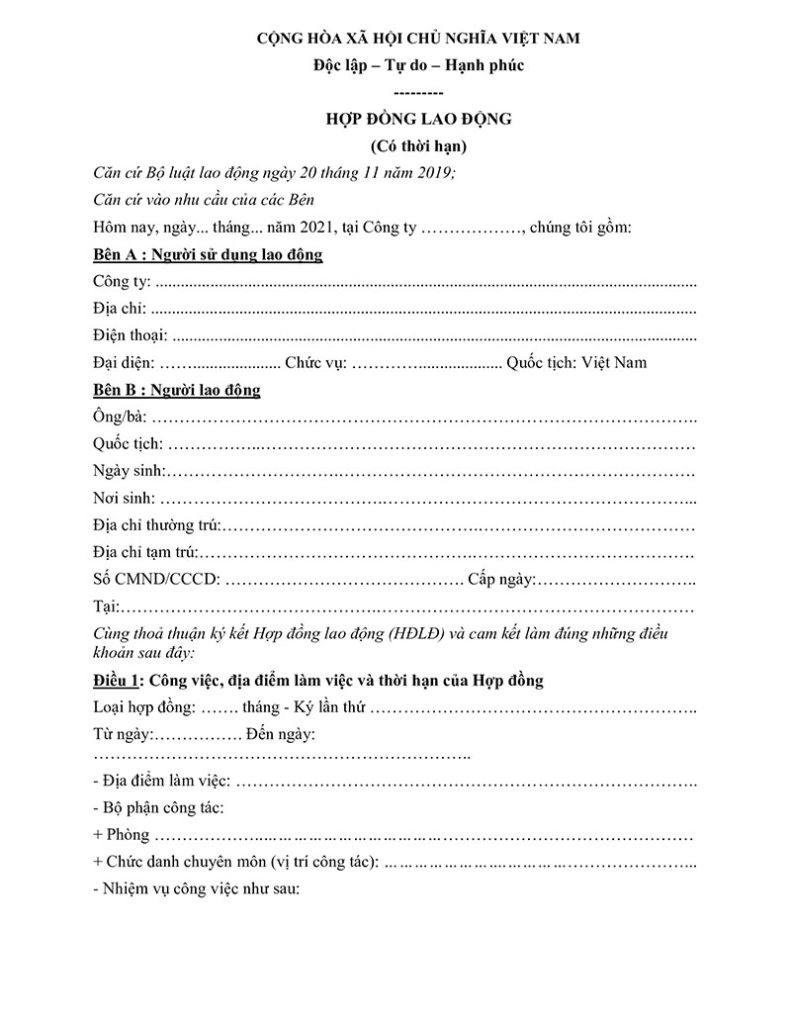 CỘNG HÒA XÃ HỘI CHỦ NGHĨA VIỆT NAM
Độc lập – Tự do – Hạnh phúc
---------
HỢP ĐỒNG LAO ĐỘNG
(Có thời hạn)
Căn cứ Bộ luật lao động ngày 20 tháng 11 năm 2019;
Căn cứ vào nhu cầu của các Bên
Hôm nay, ngày... tháng... năm 2021, tại Công ty ………………, chúng tôi gồm:
Bên A : Người sử dụng lao động
Công ty: ....................................................................................................
Địa chỉ: .....................................................................................................
Điện thoại: .................................................................................................
Đại diện: ……...................... Chức vụ: …………..................... Quốc tịch: Việt Nam
Bên B : Người lao động
Ông/bà: ………………………………………………………………………………….
Quốc tịch: ……………..…………………………………………………………………
Ngày sinh:…………………………..……………………………………………………
Nơi sinh: …………………………………………………………………………………..
Địa chỉ thường trú:……………………………………….…………………………………
Địa chỉ tạm trú:…………………………………………..………………………………….
Số CMND/CCCD: ……………………………………. Cấp ngày:………………………..
Tại:…………………………………………………………………………………………
Cùng thoả thuận ký kết Hợp đồng lao động (HĐLĐ) và cam kết làm đúng những điều
khoản sau đây:
Điều 1: Công việc, địa điểm làm việc và thời hạn của Hợp đồng
Loại hợp đồng: ……. tháng - Ký lần thứ ……………………………………………..
Từ ngày:……………. Đến ngày:
…………………………………………………………..
- Địa điểm làm việc: …………………………………………………………………….
- Bộ phận công tác:
+ Phòng ………………..………………………………………………………………
+ Chức danh chuyên môn (vị trí công tác): ………………………………………………..
- Nhiệm vụ công việc như sau: